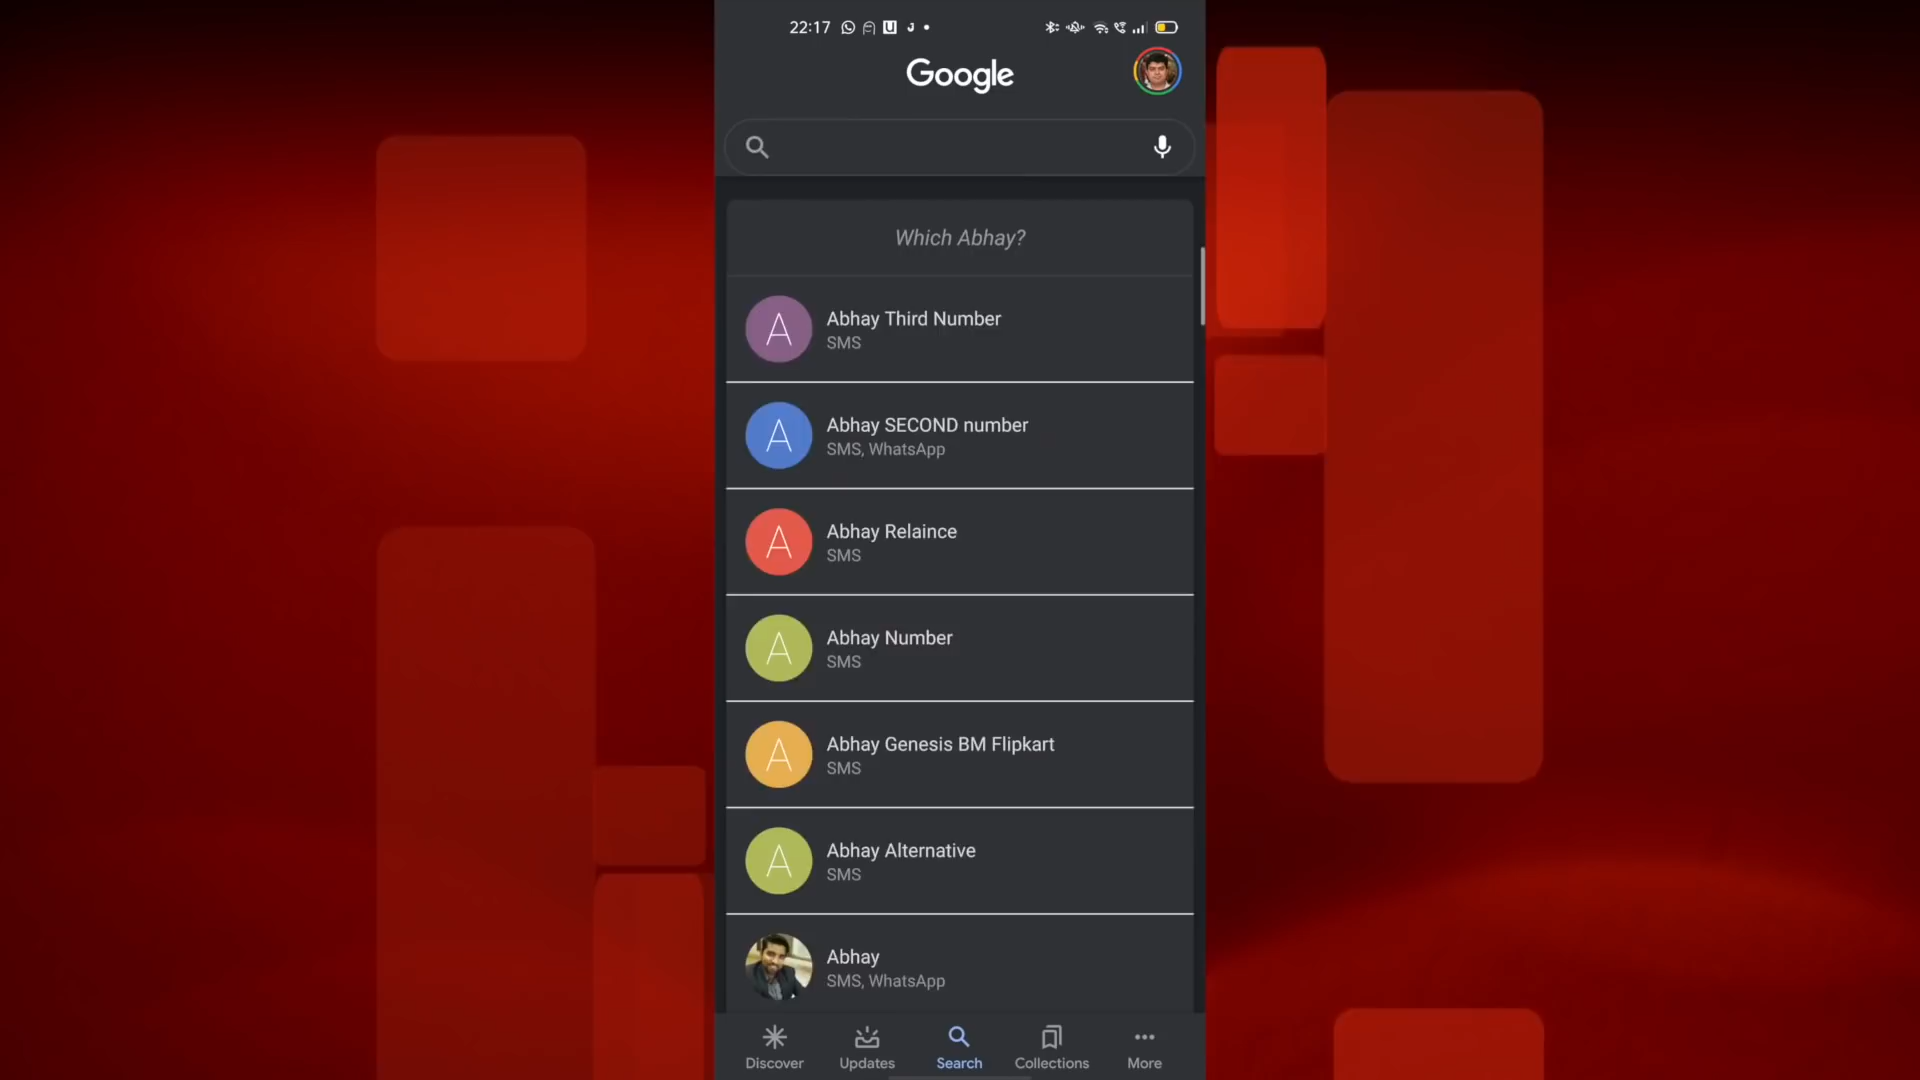 22:17
Google
Which Abhay?
A
Abhay Third Number
SMS
A
Abhay SECOND number
SMS, WhatsApp
A
Abhay Relaince
SMS
A
Abhay Number
SMS
A
Abhay Genesis BM Flipkart
SMS
A
Abhay Alternative
SMS
Abhay
SMS, WhatsApp
Discover Updates Search Collections More